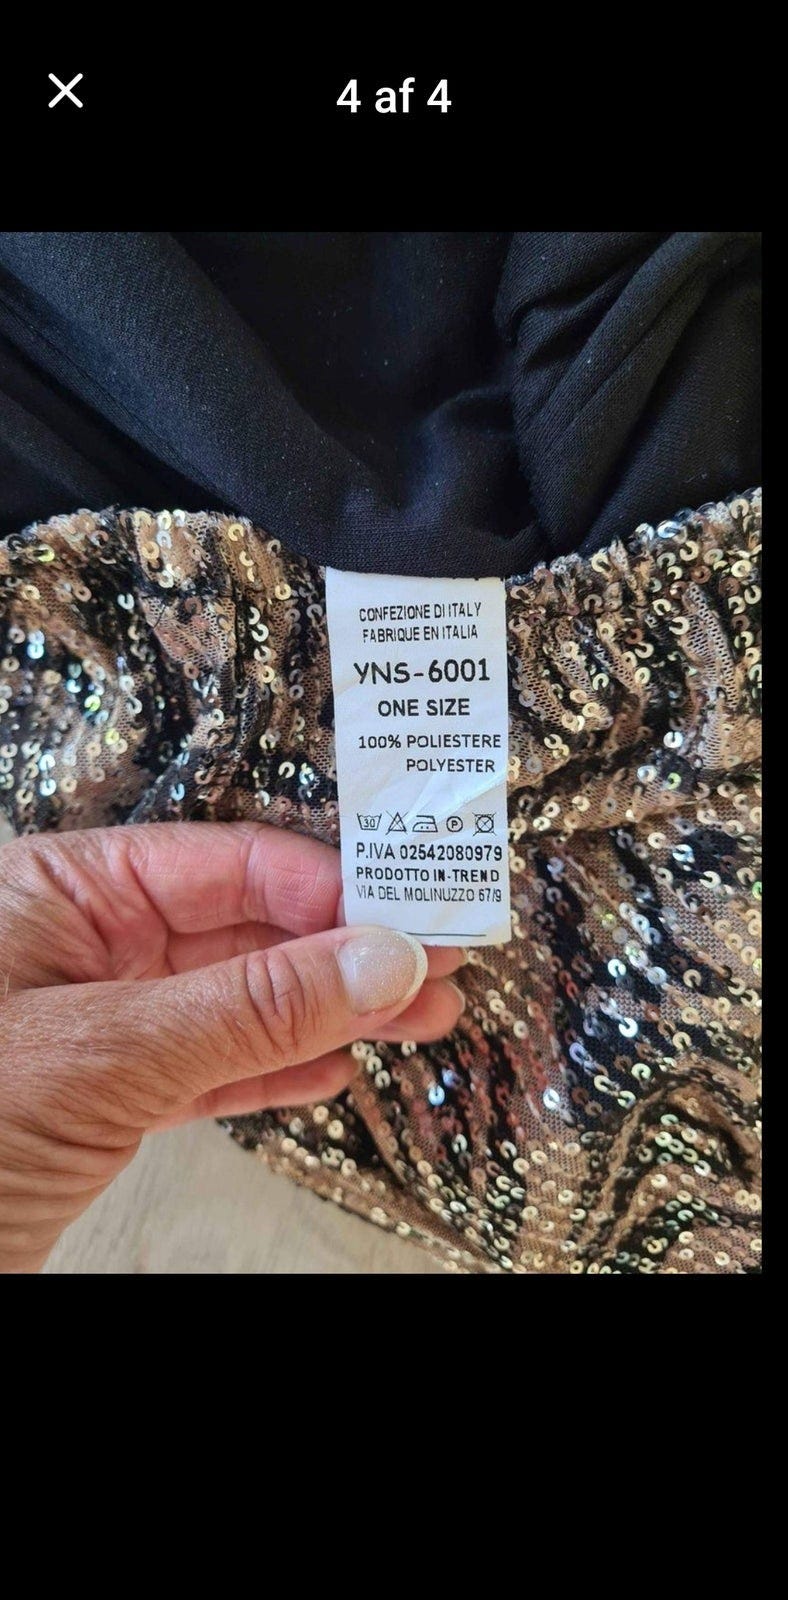 4 af 4
CONFEZIONE DI ITALY
FABRIQUE EN ITALIA
YNS-6001
ONE SIZE
100% POLIESTERE
POLYESTER
30 P
P.IVA 02542080979
PRODOTTO IN-TREND
VIA DEL MOLINUZZO 67/9